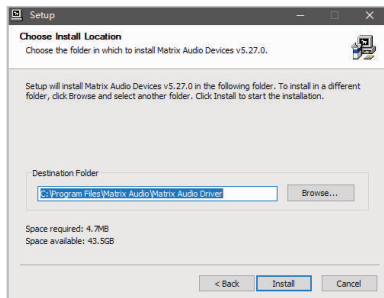 Setup
Choose Install Location
Choose the folder in which to install Matrix Audio Devices v5.27.0.
Setup will install Matrix Audio Devices v5.27.0 in the following folder. To install in a different
folder, click Browse and select another folder. Click Install to start the installation.
Destination Folder
C:\Program Files\Matrix Audio\Matrix Audio Driver
Browse...
Space required: 4.7MB
Space available: 43.5GB
< Back
Install
Cancel